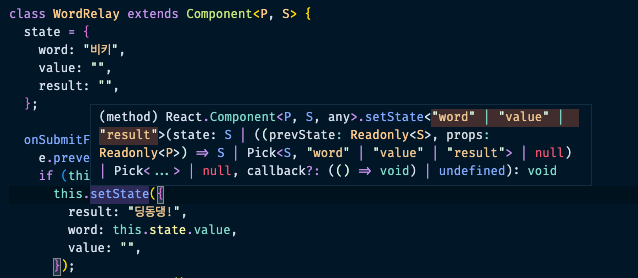 class WordRelay extends Component<P, S> {
state = {
word: "비키",
value: "",
result: "",
};
(method) React.Component<P, S, any>.setState<"word" | "value" |
"result">(state: S | ((prevState: Readonly<S>, props:
Readonly<P>) => S | Pick<S, "word" | "value" | "result"> | null)
| Pick<...> | null, callback?: (() => void) | undefined): void
onSubmitF
e.preve
if (thi
this.setState({
result: "딩동댕!",
word: this.state.value,
value: "",
});